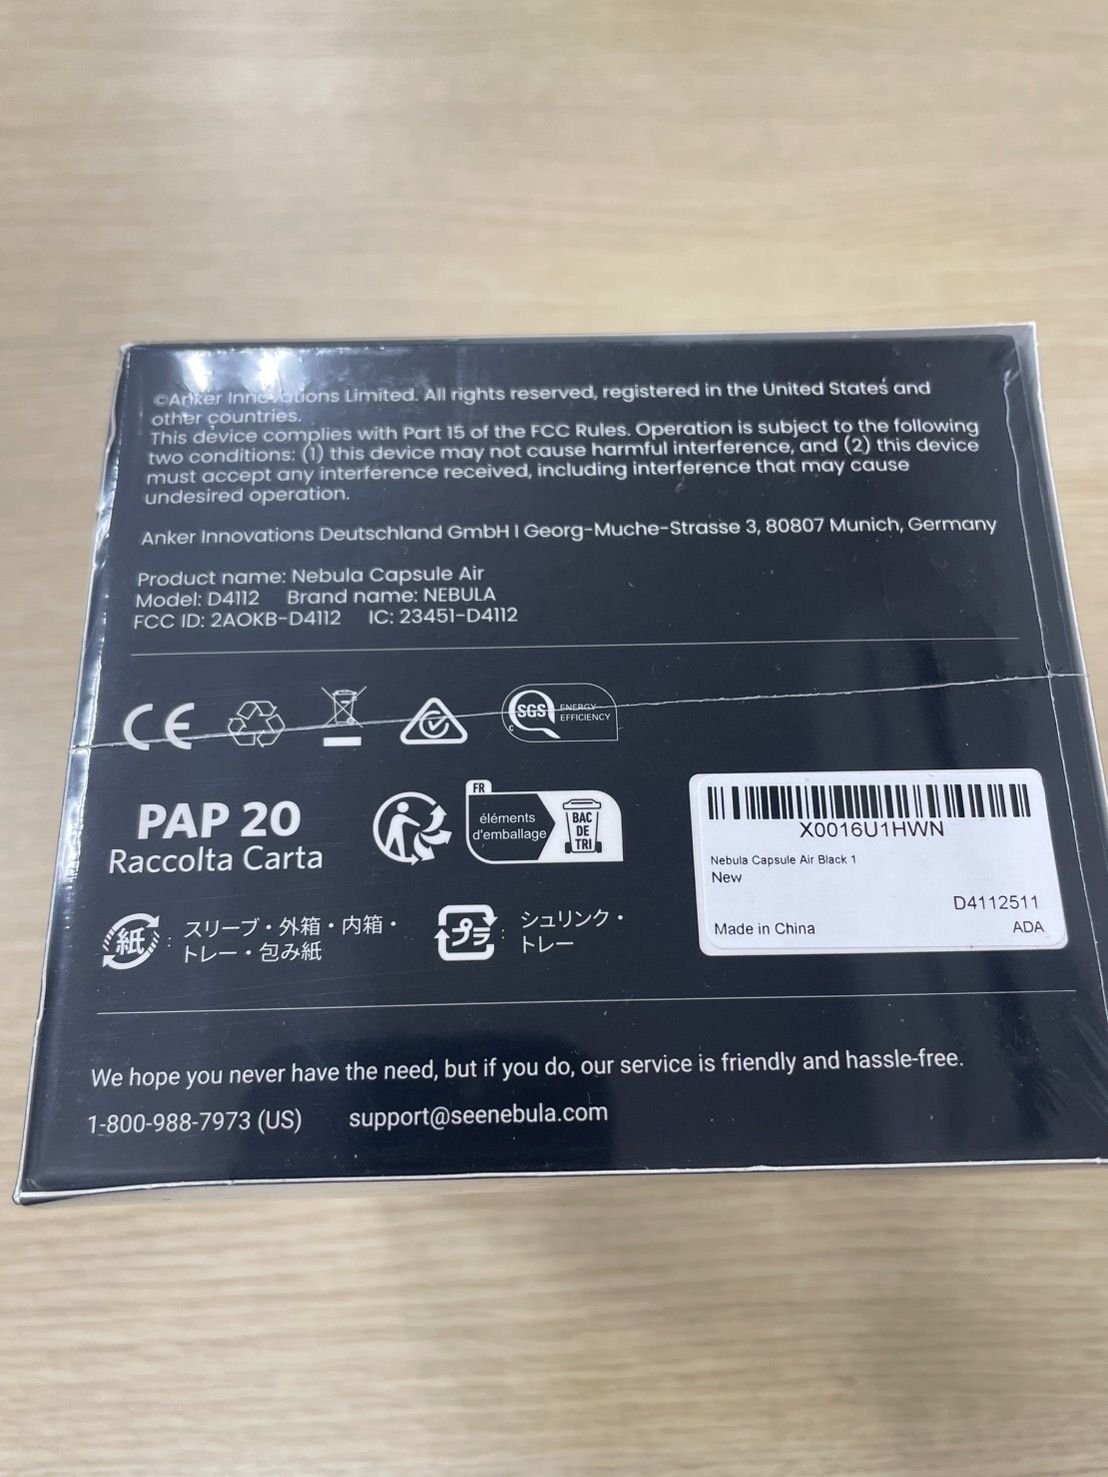 ©Anker Innovations Limited. All rights reserved, registered in the United States and
other countries.
This device complies with Part 15 of the FCC Rules. Operation is subject to the following
two conditions: (1) this device may not cause harmful interference, and (2) this device
must accept any interference received, including interference that may cause
undesired operation.
Anker Innovations Deutschland GmbH I Georg-Muche-Strasse 3, 80807 Munich, Germany
Product name: Nebula Capsule Air
Model: D4112 Brand name: NEBULA
FCC ID: 2AOKB-D4112 IC: 23451-D4112
CE
SGS ENERGY
EFFICIENCY
C
PAP 20
Raccolta Carta
FR
éléments
d'emballage
BAC
DE
TRI
X0016U1HWN
Nebula Capsule Air Black 1
New
D4112511
Made in China ADA
紙 : スリーブ・外箱・内箱・
トレー・包み紙
プラ : シュリンク・
トレー
We hope you never have the need, but if you do, our service is friendly and hassle-free.
1-800-988-7973 (US) support@seenebula.com